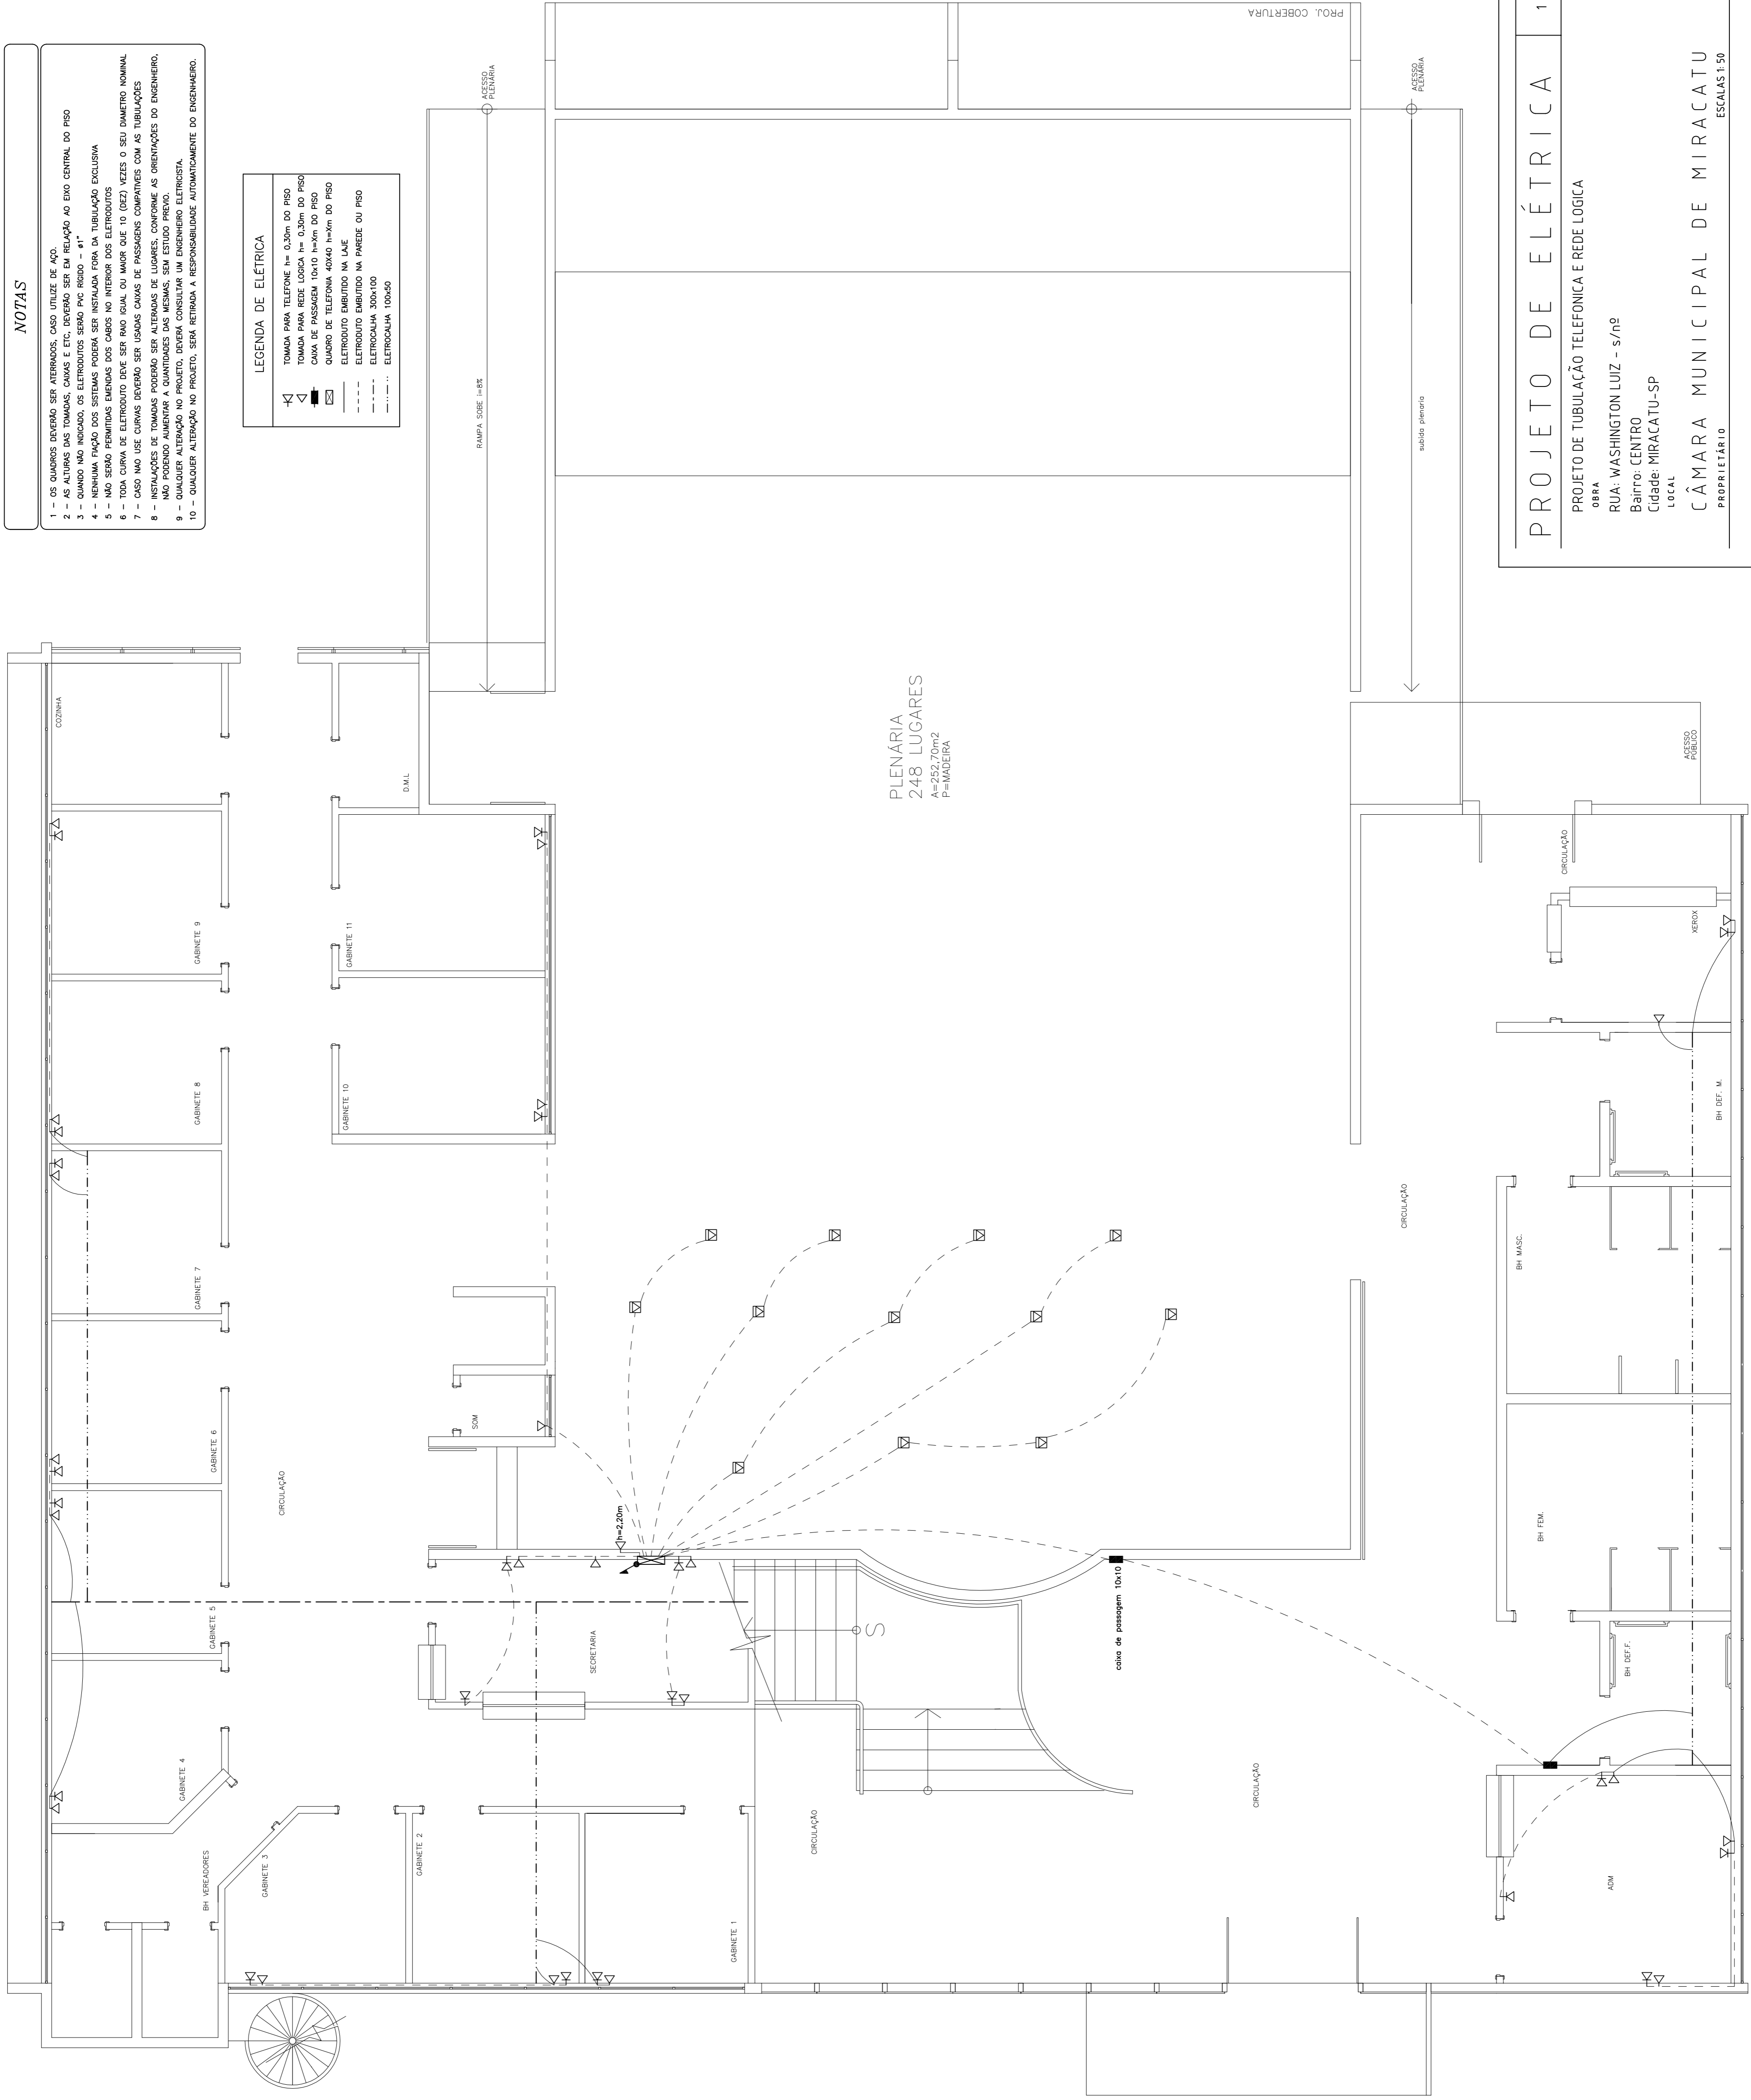 NOTAS
1 - OS QUADROS DEVERÃO SER ATERRADOS, CASO UTILIZE DE AÇO.
2 - AS ALTURAS DAS TOMADAS, CAIXAS E ETC, DEVERÃO SER EM RELAÇÃO AO EIXO CENTRAL DO PISO
3 - QUANDO NÃO INDICADO, OS ELETRODUTOS SERÃO PVC RÍGIDO - ø1"
4 - NENHUMA FIAÇÃO DOS SISTEMAS PODERÁ SER INSTALADA FORA DA TUBULAÇÃO EXCLUSIVA
5 - NÃO SERÃO PERMITIDAS EMENDAS DOS CABOS NO INTERIOR DOS ELETRODUTOS
6 - TODA CURVA DE ELETRODUTO DEVE SER RAIO IGUAL OU MAIOR QUE 10 (DEZ) VEZES O SEU DIAMETRO NOMINAL
7 - CASO NAO USE CURVAS DEVERÃO SER USADAS CAIXAS DE PASSAGENS COMPATIVEIS COM AS TUBULAÇÕES
8 - INSTALAÇÕES DE TOMADAS PODERÃO SER ALTERADAS DE LUGARES, CONFORME AS ORIENTAÇÕES DO ENGENHEIRO,
NÃO PODENDO AUMENTAR A QUANTIDADES DAS MESMAS, SEM ESTUDO PREVIO.
9 - QUALQUER ALTERAÇÃO NO PROJETO, DEVERÁ CONSULTAR UM ENGENHEIRO ELETRICISTA.
10 - QUALQUER ALTERAÇÃO NO PROJETO, SERÁ RETIRADA A RESPONSABILIDADE AUTOMATICAMENTE DO ENGENHAEIRO.
LEGENDA DE ELÉTRICA
TOMADA PARA TELEFONE h= 0,30m DO PISO
TOMADA PARA REDE LOGICA h= 0,30m DO PISO
CAIXA DE PASSAGEM 10x10 h=Xm DO PISO
QUADRO DE TELEFONIA 40X40 h=Xm DO PISO
ELETRODUTO EMBUTIDO NA LAJE
ELETRODUTO EMBUTIDO NA PAREDE OU PISO
ELETROCALHA 300x100
ELETROCALHA 100x50
COZINHA
D.M.L
GABINETE 9
GABINETE 11
GABINETE 8
GABINETE 10
GABINETE 7
GABINETE 6
CIRCULAÇÃO
GABINETE 5
GABINETE 4
BH VEREADORES
GABINETE 3
GABINETE 2
GABINETE 1
SOM
h=2,20m
SECRETARIA
S
CIRCULAÇÃO
CIRCULAÇÃO
caixa de passagem 10x10
RAMPA SOBE i=8%
ACESSO
PLENÁRIA
PLENÁRIA
248 LUGARES
A=252,70m2
P=MADEIRA
PROJ. COBERTURA
ACESSO
PLENÁRIA
subida plenaria
ACESSO
PÚBLICO
CIRCULAÇÃO
XEROX
CIRCULAÇÃO
BH DEF. M.
BH MASC.
BH FEM.
BH DEF.F.
ADM
PROJETO DE ELÉTRICA 1
PROJETO DE TUBULAÇÃO TELEFONICA E REDE LOGICA
OBRA
RUA: WASHINGTON LUIZ - s/nº
Bairro: CENTRO
Cidade: MIRACATU-SP
LOCAL
CÂMARA MUNICIPAL DE MIRACATU
PROPRIETÁRIO ESCALAS 1:50